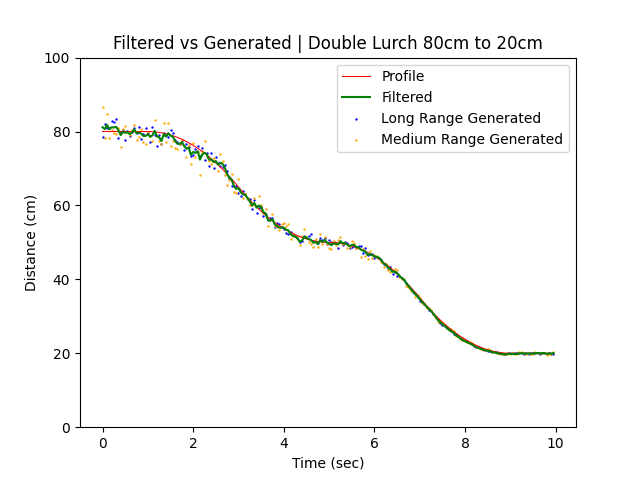 Filtered vs Generated | Double Lurch 80cm to 20cm
Profile
Filtered
Long Range Generated
Medium Range Generated
Distance (cm)
100
80
60
40
20
0
0 2 4 6 8 10
Time (sec)